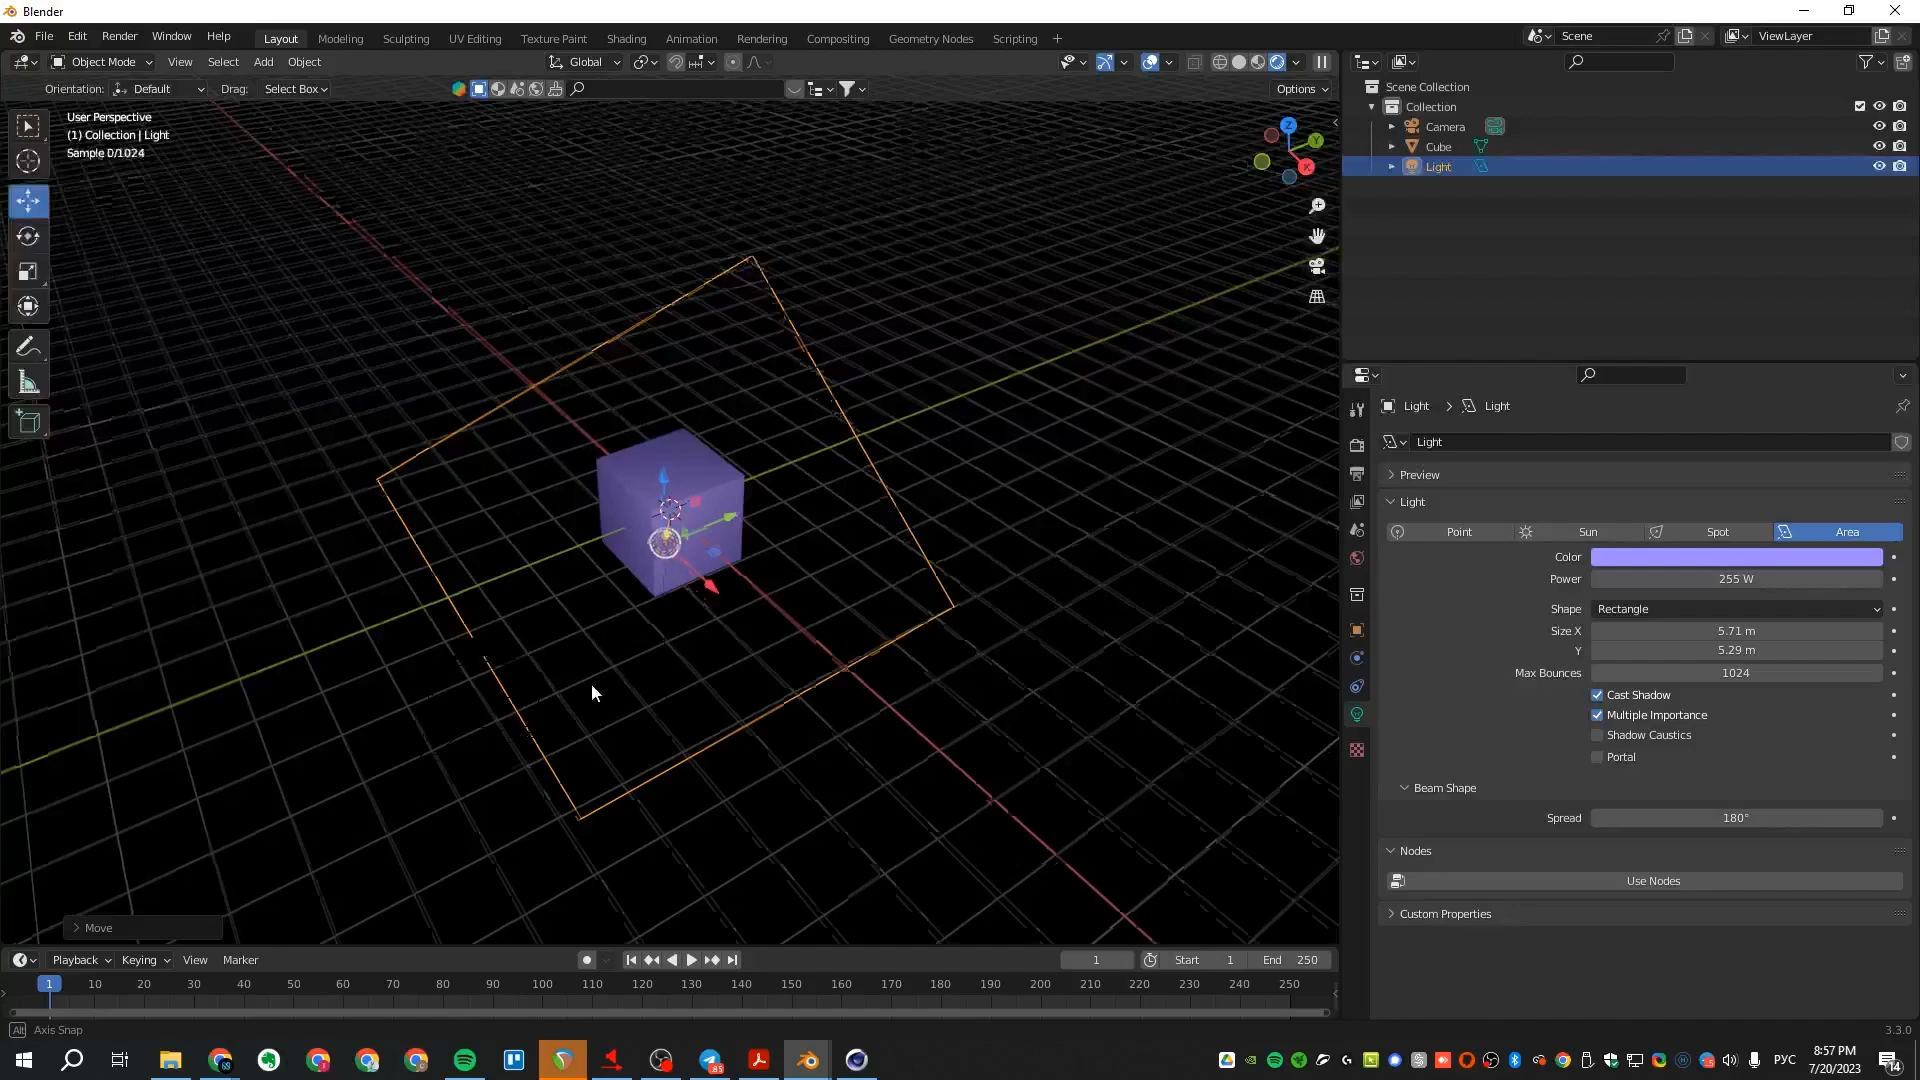 Blender
File Edit Render Window Help Layout Modeling Sculpting UV Editing Texture Paint Shading Animation Rendering Compositing Geometry Nodes Scripting + Scene ViewLayer
Object Mode View Select Add Object Global
Orientation: Default Drag: Select Box Options
User Perspective
(1) Collection | Light
Sample 0/1024
Z
Y
X
Scene Collection
Collection
Camera
Cube
Light
Light > Light
Light
Preview
Light
Point Sun Spot Area
Color
Power 255 W
Shape Rectangle
Size X 5.71 m
Y 5.29 m
Max Bounces 1024
Cast Shadow
Multiple Importance
Shadow Caustics
Portal
Beam Shape
Spread 180°
Nodes
Use Nodes
Custom Properties
Move
Playback Keying View Marker 1 Start 1 End 250
1 10 20 30 40 50 60 70 80 90 100 110 120 130 140 150 160 170 180 190 200 210 220 230 240 250
Alt Axis Snap
3.3.0
РУС
8:57 PM
7/20/2023
14